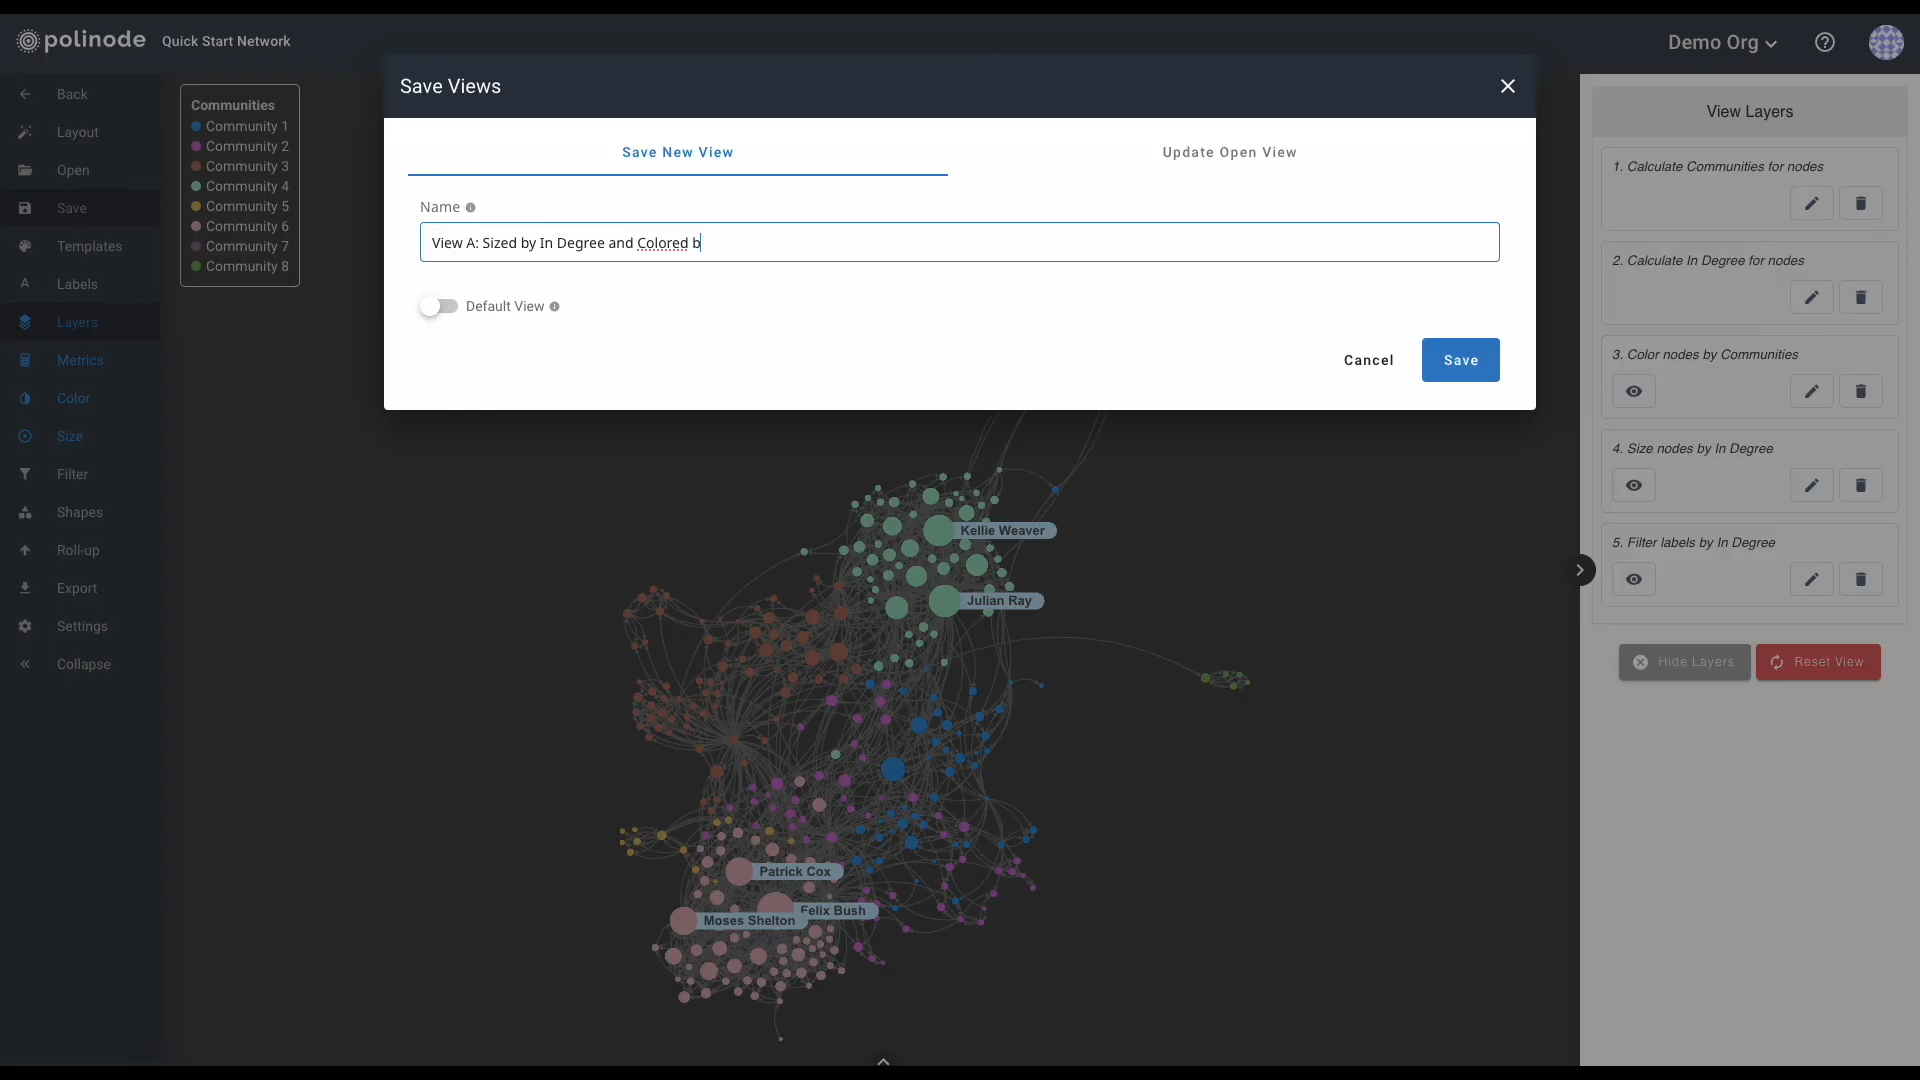 polinode
Quick Start Network
Demo Org
Back
Layout
Open
Save
Templates
A Labels
Layers
Metrics
Color
Size
Filter
Shapes
Roll-up
Export
Settings
Collapse
Communities
Community 1
Community 2
Community 3
Community 4
Community 5
Community 6
Community 7
Community 8
Save Views
Save New View
Update Open View
Name
View A: Sized by In Degree and Colored b
Default View
Cancel
Save
Kellie Weaver
Julian Ray
Patrick Cox
Felix Bush
Moses Shelton
View Layers
1. Calculate Communities for nodes
2. Calculate In Degree for nodes
3. Color nodes by Communities
4. Size nodes by In Degree
5. Filter labels by In Degree
Hide Layers
Reset View